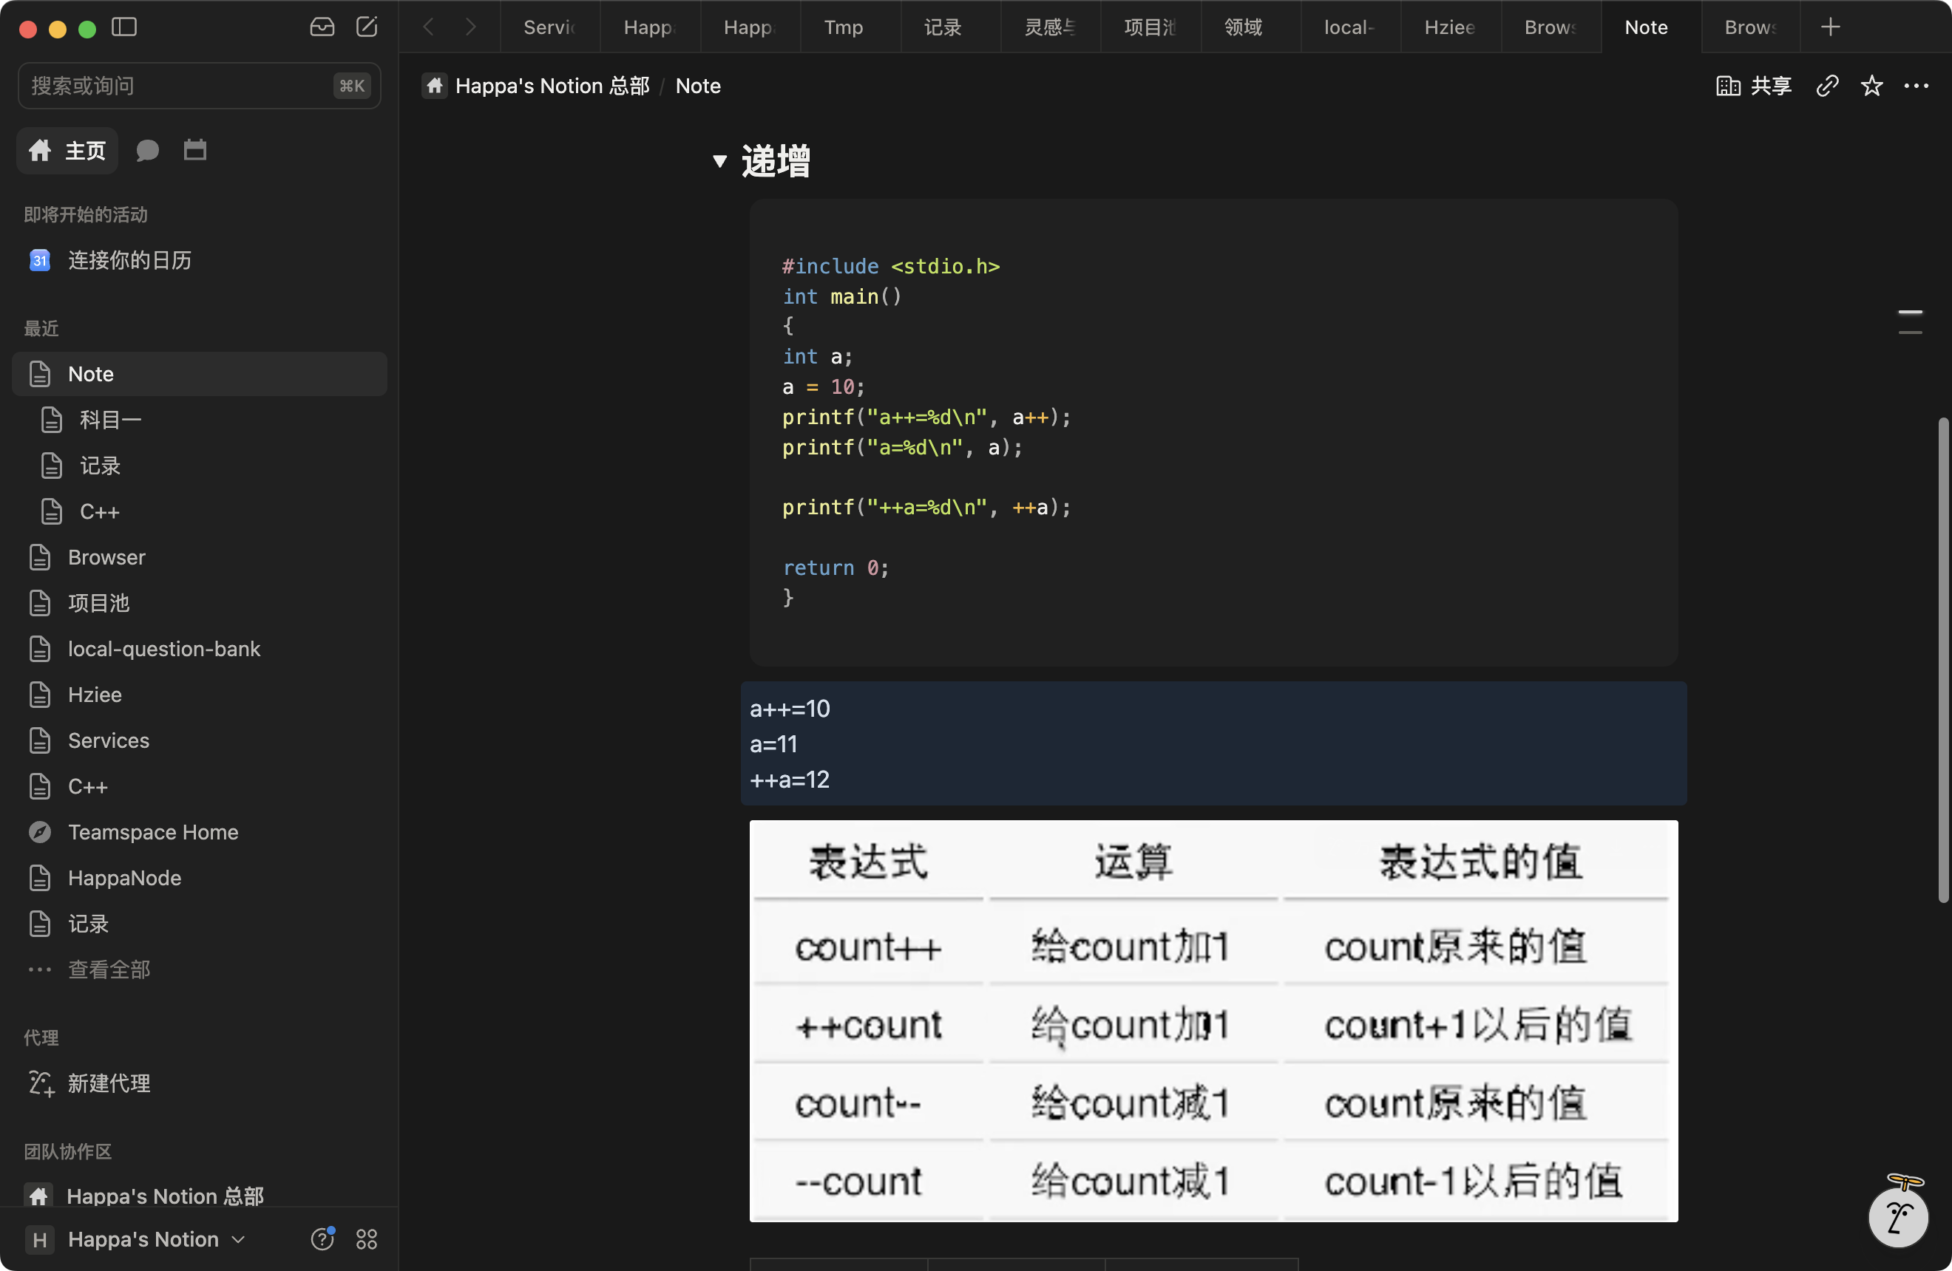 Servi
Happ
Happ
Tmp
记录
灵感与
项目池
领域
local-
Hziee
Brows
Note
Brows
搜索或询问
⌘K
主页
即将开始的活动
31 连接你的日历
最近
Note
科目一
记录
C++
Browser
项目池
local-question-bank
Hziee
Services
C++
Teamspace Home
HappaNode
记录
查看全部
代理
新建代理
团队协作区
Happa's Notion 总部
H Happa's Notion
Happa's Notion 总部 / Note
共享
递增
#include <stdio.h>
int main()
{
int a;
a = 10;
printf("a++=%d\n", a++);
printf("a=%d\n", a);
printf("++a=%d\n", ++a);
return 0;
}
a++=10
a=11
++a=12
表达式 运算 表达式的值
count++ 给count加1 count原来的值
++count 给count加1 count+1以后的值
count-- 给count减1 count原来的值
--count 给count减1 count-1以后的值